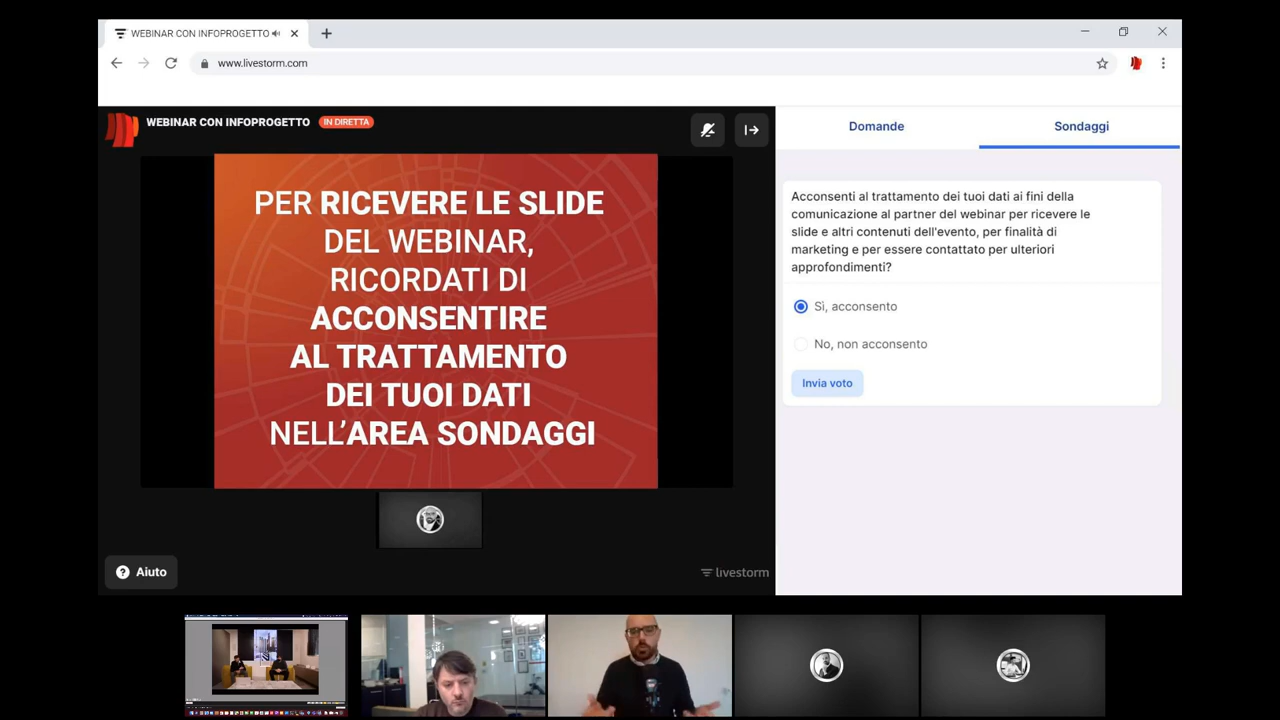 WEBINAR CON INFOPROGETTO
www.livestorm.com
WEBINAR CON INFOPROGETTO IN DIRETTA
PER RICEVERE LE SLIDE
DEL WEBINAR,
RICORDATI DI
ACCONSENTIRE
AL TRATTAMENTO
DEI TUOI DATI
NELL'AREA SONDAGGI
Aiuto
livestorm
Domande Sondaggi
Acconsenti al trattamento dei tuoi dati ai fini della
comunicazione al partner del webinar per ricevere le
slide e altri contenuti dell'evento, per finalità di
marketing e per essere contattato per ulteriori
approfondimenti?
Sì, acconsento
No, non acconsento
Invia voto